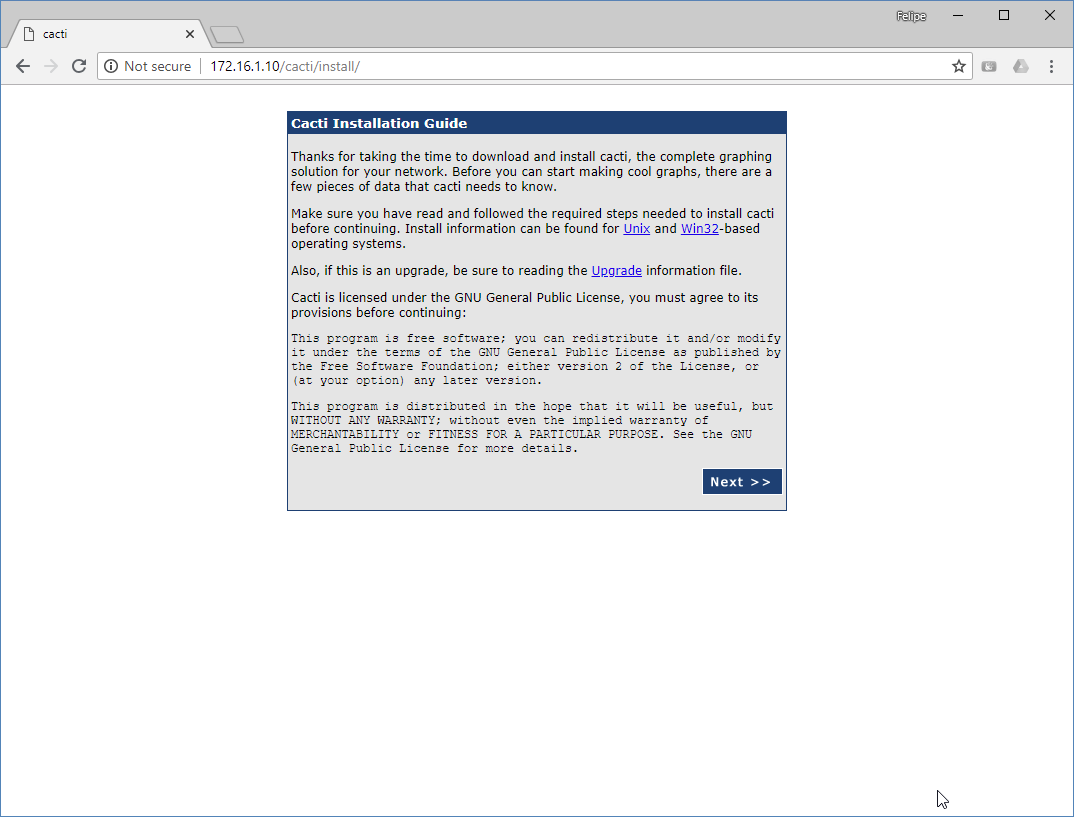 Felipe
cacti
Not secure
172.16.1.10/cacti/install/
Cacti Installation Guide
Thanks for taking the time to download and install cacti, the complete graphing
solution for your network. Before you can start making cool graphs, there are a
few pieces of data that cacti needs to know.
Make sure you have read and followed the required steps needed to install cacti
before continuing. Install information can be found for Unix and Win32-based
operating systems.
Also, if this is an upgrade, be sure to reading the Upgrade information file.
Cacti is licensed under the GNU General Public License, you must agree to its
provisions before continuing:
This program is free software; you can redistribute it and/or modify
it under the terms of the GNU General Public License as published by
the Free Software Foundation; either version 2 of the License, or
(at your option) any later version.
This program is distributed in the hope that it will be useful, but
WITHOUT ANY WARRANTY; without even the implied warranty of
MERCHANTABILITY or FITNESS FOR A PARTICULAR PURPOSE. See the GNU
General Public License for more details.
Next >>